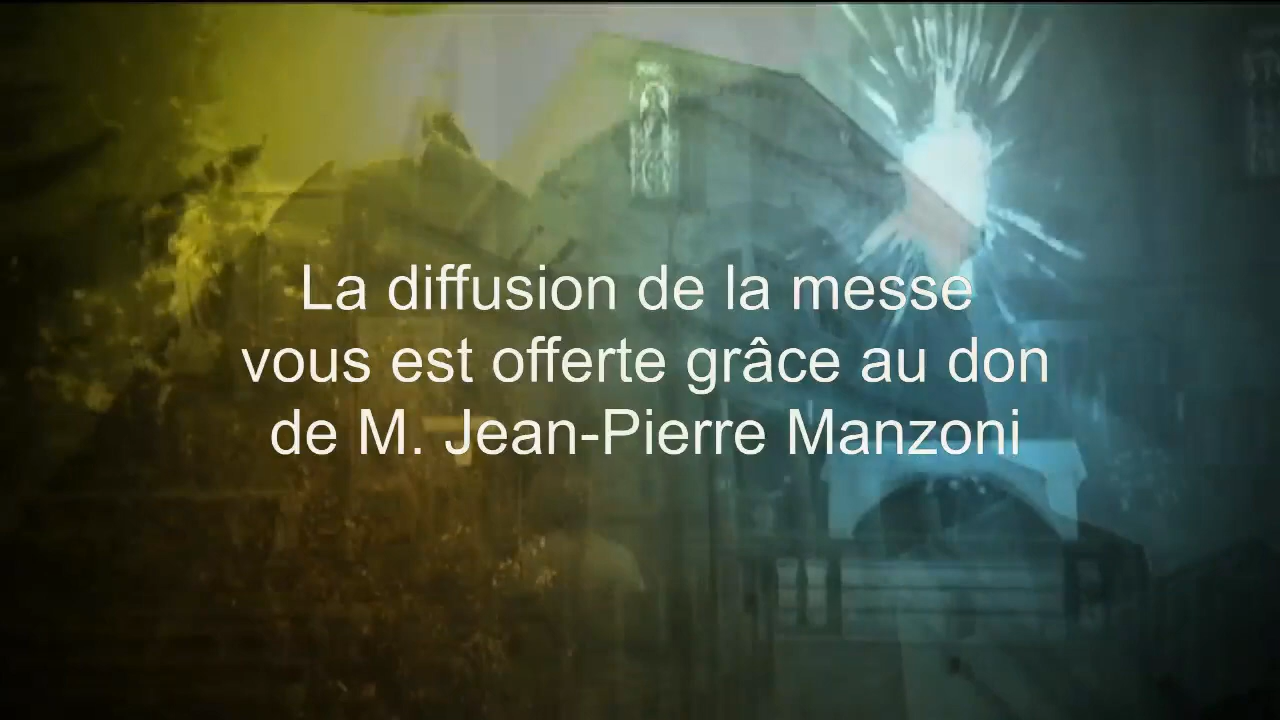 La diffusion de la messe
vous est offerte grâce au don
de M. Jean-Pierre Manzoni